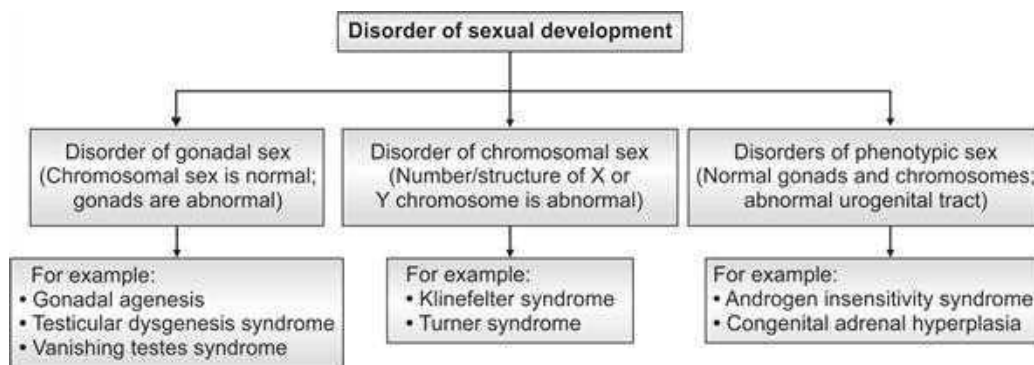 Disorder of sexual development
Disorder of gonadal sex
(Chromosomal sex is normal;
gonads are abnormal)
Disorder of chromosomal sex
(Number/structure of X or
Y chromosome is abnormal)
Disorders of phenotypic sex
(Normal gonads and chromosomes;
abnormal urogenital tract)
For example:
• Gonadal agenesis
• Testicular dysgenesis syndrome
• Vanishing testes syndrome
For example:
• Klinefelter syndrome
• Turner syndrome
For example:
• Androgen insensitivity syndrome
• Congenital adrenal hyperplasia